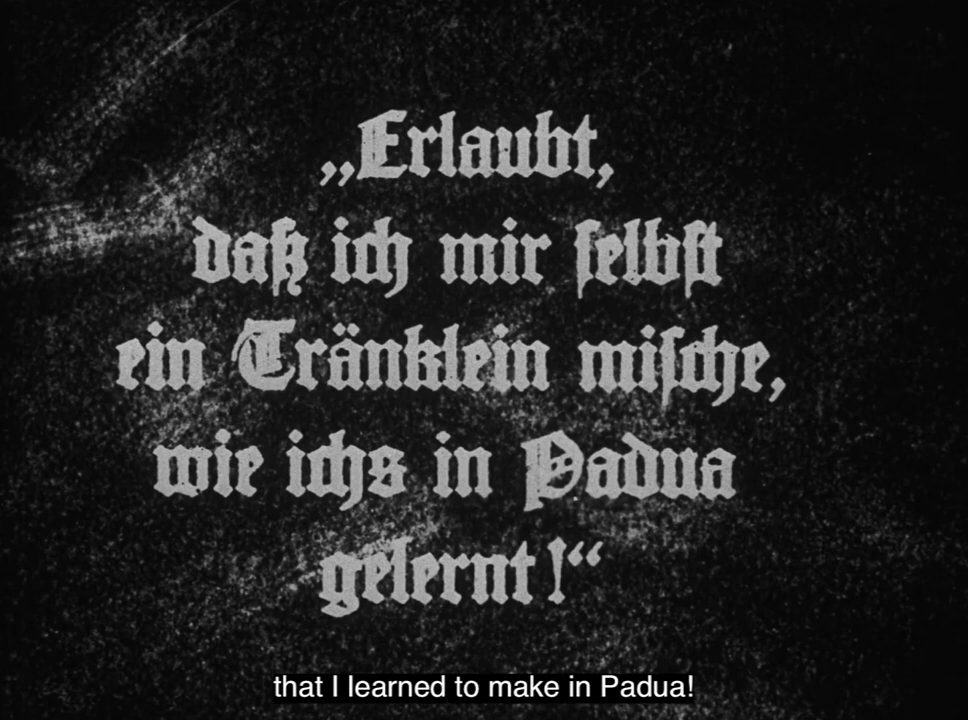 „Erlaubt,
daß ich mir ſelbſt
ein Tränklein miſche,
wie ichs in Padua
gelernt!“
that I learned to make in Padua!